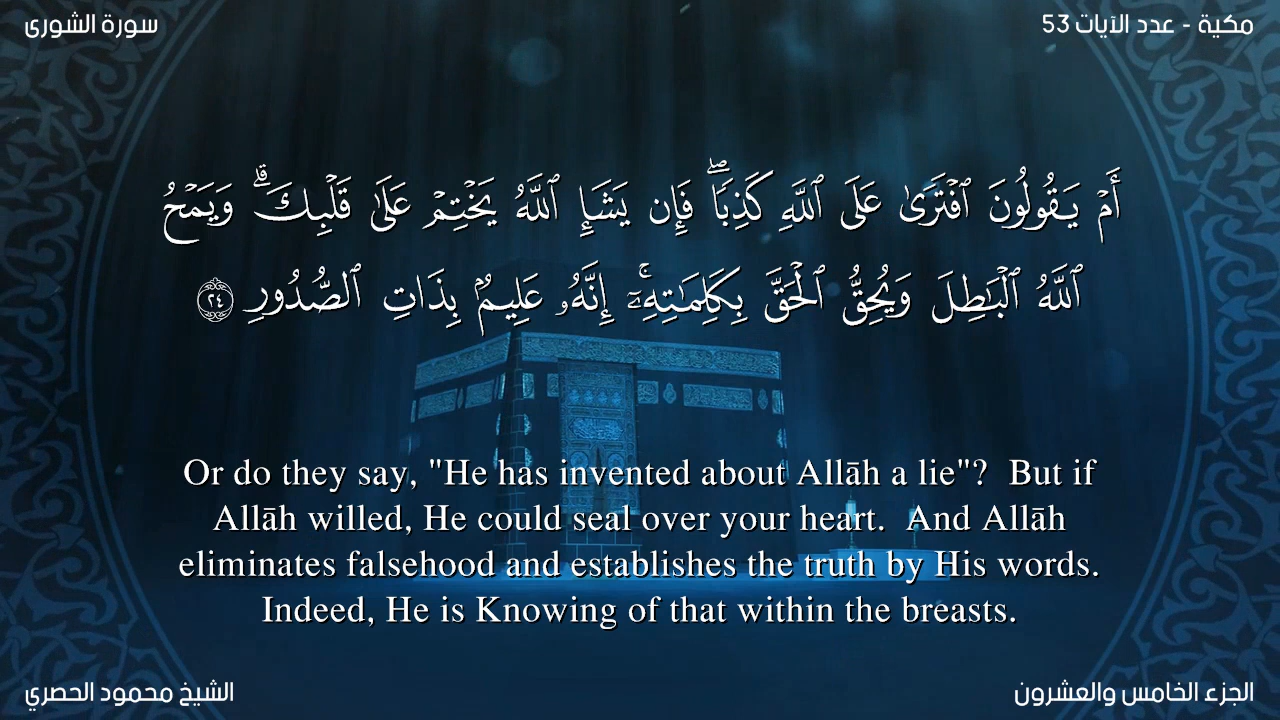 سورة الشورى
مكية - عدد الآيات 53
أَمْ يَقُولُونَ ٱفْتَرَىٰ عَلَى ٱللَّهِ كَذِبًۭا ۖ فَإِن يَشَإِ ٱللَّهُ يَخْتِمْ عَلَىٰ قَلْبِكَ ۗ وَيَمْحُ
ٱللَّهُ ٱلْبَٰطِلَ وَيُحِقُّ ٱلْحَقَّ بِكَلِمَٰتِهِۦٓ ۚ إِنَّهُۥ عَلِيمٌۢ بِذَاتِ ٱلصُّدُورِ ٢٤
Or do they say, "He has invented about Allāh a lie"? But if
Allāh willed, He could seal over your heart. And Allāh
eliminates falsehood and establishes the truth by His words.
Indeed, He is Knowing of that within the breasts.
الشيخ محمود الحصري
الجزء الخامس والعشرون